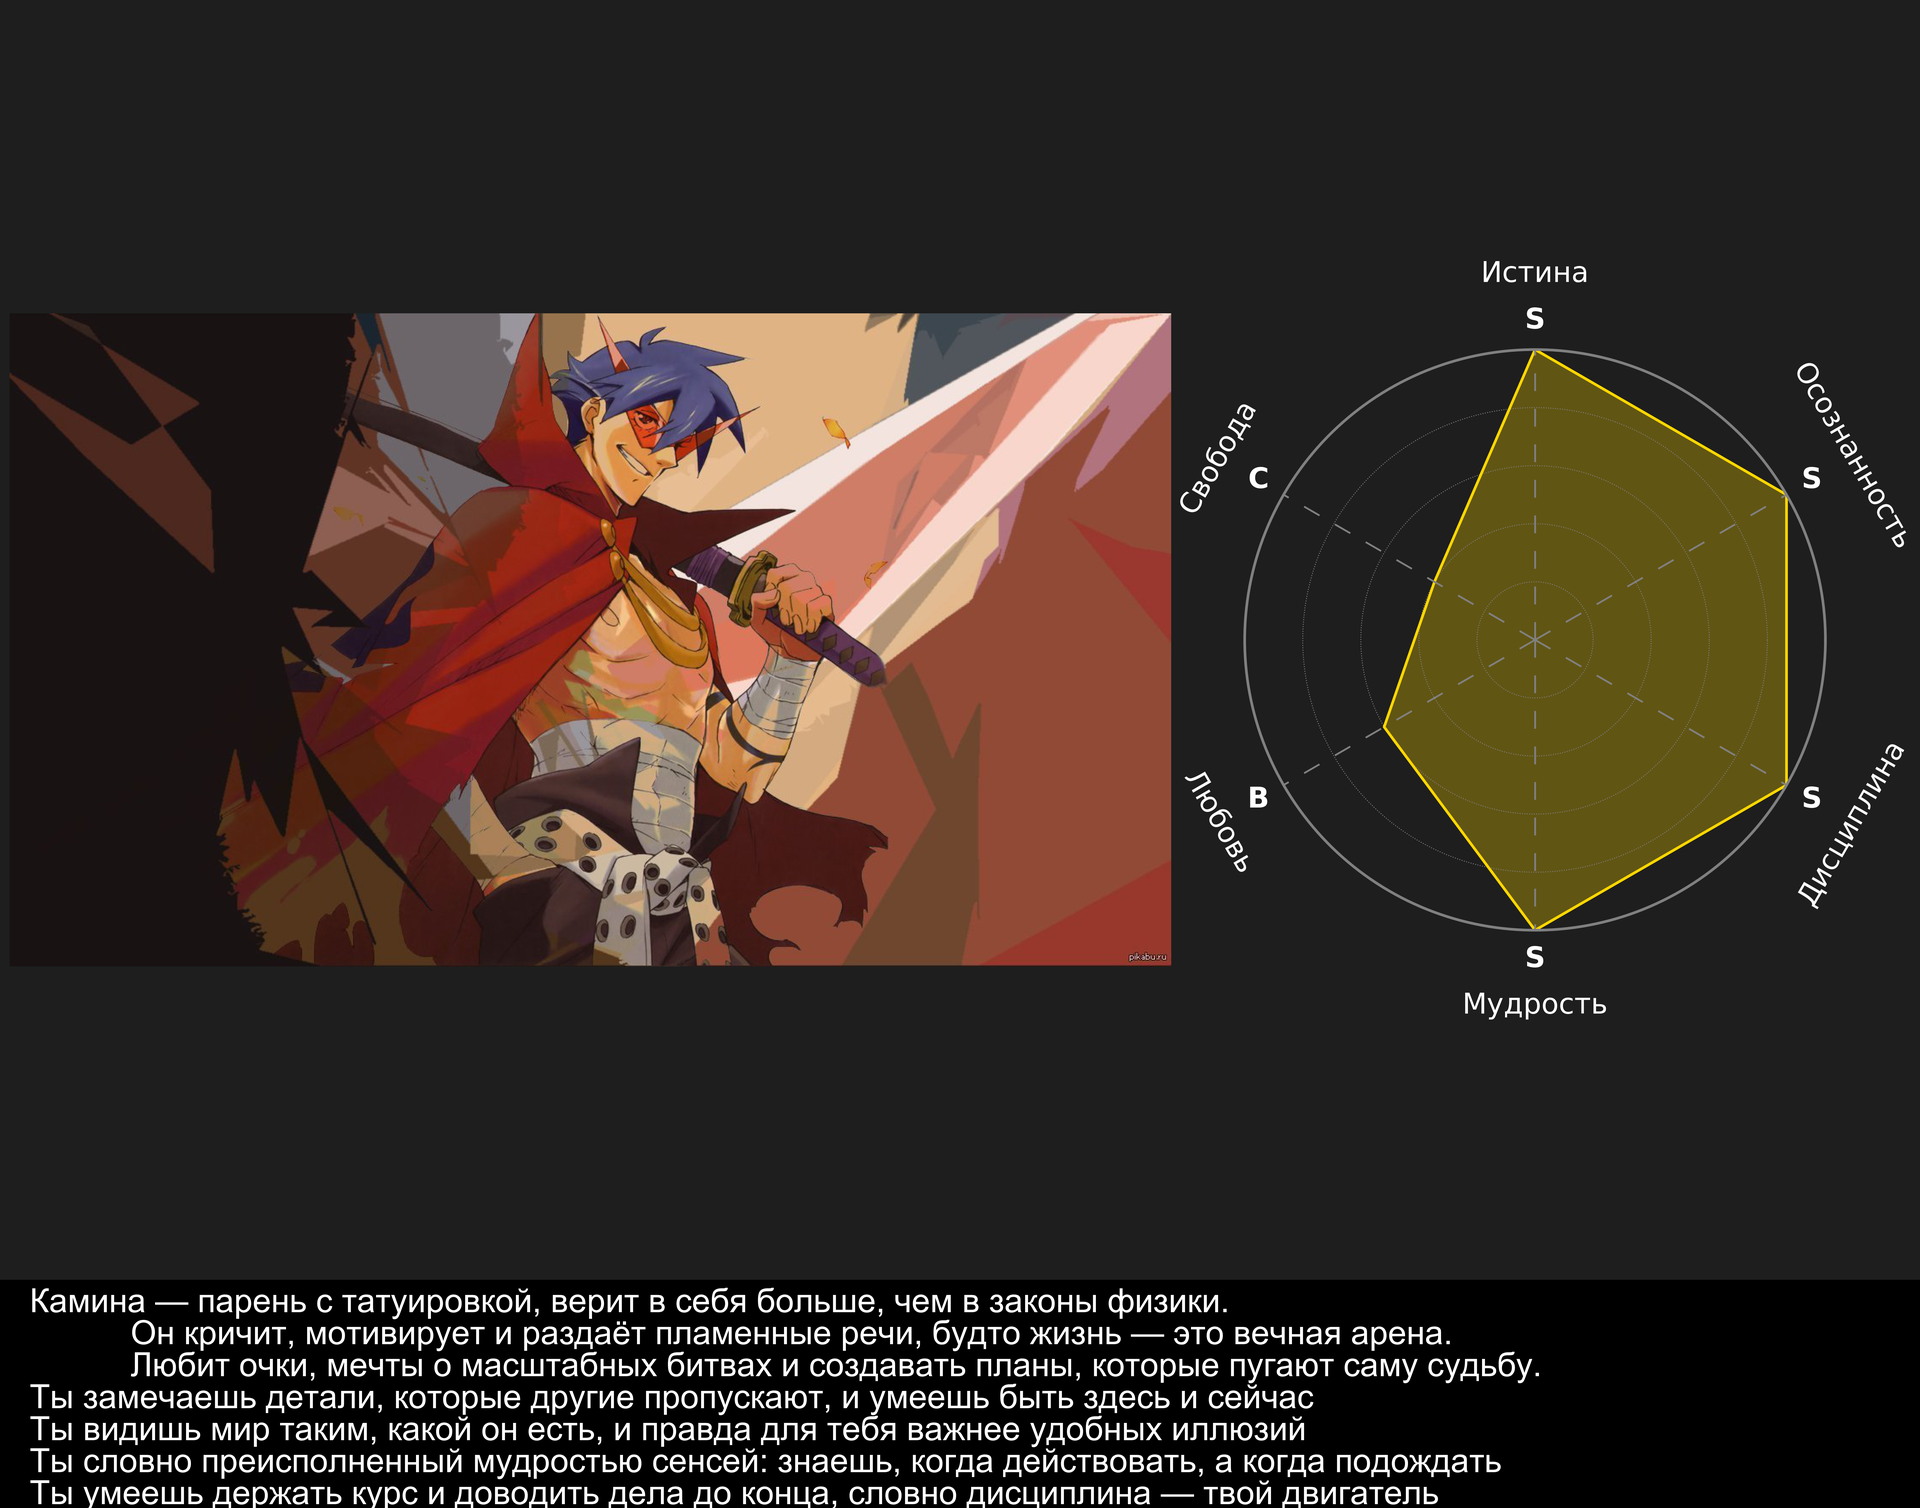 Истина
S
Осознанность
S
Свобода
C
Любовь
B
Дисциплина
S
S
Мудрость
pikabu.ru
Камина — парень с татуировкой, верит в себя больше, чем в законы физики.
Он кричит, мотивирует и раздаёт пламенные речи, будто жизнь — это вечная арена.
Любит очки, мечты о масштабных битвах и создавать планы, которые пугают саму судьбу.
Ты замечаешь детали, которые другие пропускают, и умеешь быть здесь и сейчас
Ты видишь мир таким, какой он есть, и правда для тебя важнее удобных иллюзий
Ты словно преисполненный мудростью сенсей: знаешь, когда действовать, а когда подождать
Ты умеешь держать курс и доводить дела до конца, словно дисциплина — твой двигатель